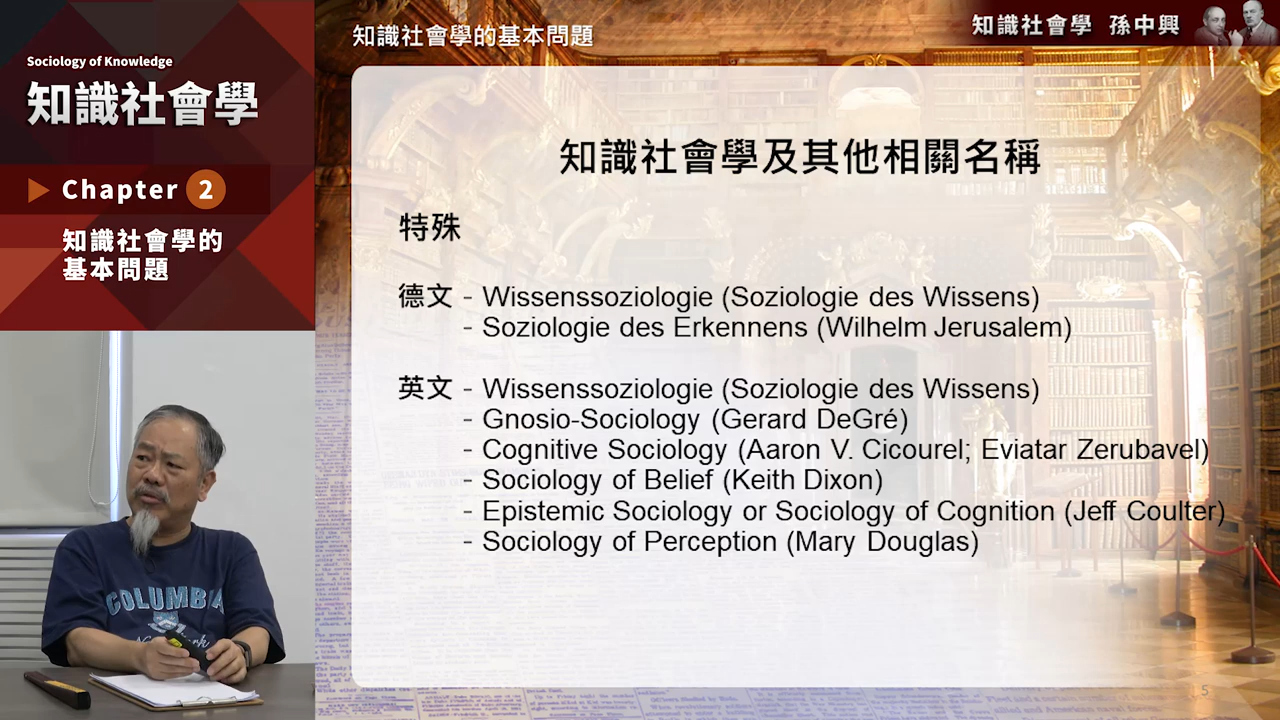 Sociology of Knowledge
知識社會學
Chapter 2
知識社會學的
基本問題
知識社會學的基本問題
知識社會學 孫中興
知識社會學及其他相關名稱
特殊
德文 - Wissenssoziologie (Soziologie des Wissens)
- Soziologie des Erkennens (Wilhelm Jerusalem)
英文 - Wissenssoziologie (Soziologie des Wissens)
- Gnosio-Sociology (Gerard DeGré)
- Cognitive Sociology (Aaron V. Cicourel; Eviatar Zerubavel)
- Sociology of Belief (Keith Dixon)
- Epistemic Sociology or Sociology of Cognition (Jeff Coulter)
- Sociology of Perception (Mary Douglas)
COLUMBIA
5